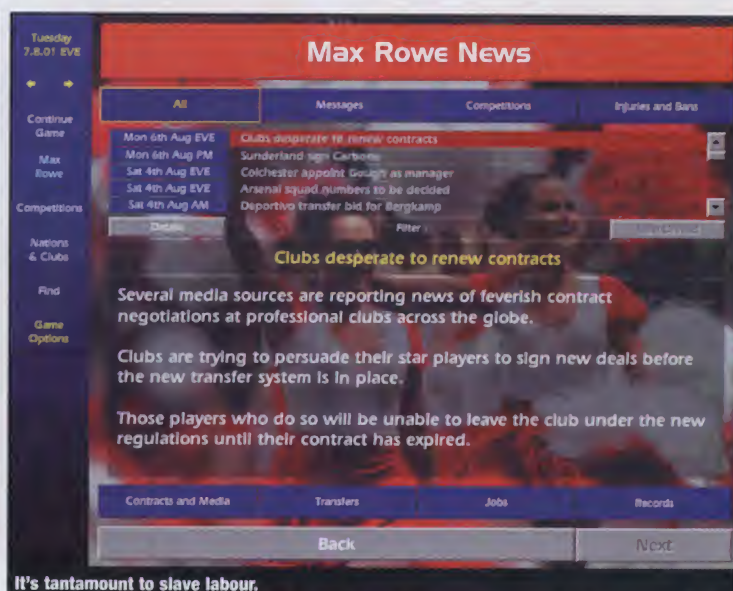 Tuesday
7.8.01 EVE
Continue
Game
Max
Rowe
Competitions
Nations
& Clubs
Find
Game
Options
Max Rowe News
All Messages Competitions Injuries and Bans
Mon 6th Aug EVE Clubs desperate to renew contracts
Mon 6th Aug PM Sunderland sign Carbone
Sat 4th Aug EVE Colchester appoint Gough as manager
Sat 4th Aug EVE Arsenal squad numbers to be decided
Sat 4th Aug AM Deportivo transfer bid for Bergkamp
Details Filter :
Clubs desperate to renew contracts
Several media sources are reporting news of feverish contract
negotiations at professional clubs across the globe.
Clubs are trying to persuade their star players to sign new deals before
the new transfer system is in place.
Those players who do so will be unable to leave the club under the new
regulations until their contract has expired.
Contracts and Media Transfers Jobs Records
Back Next
It's tantamount to slave labour.